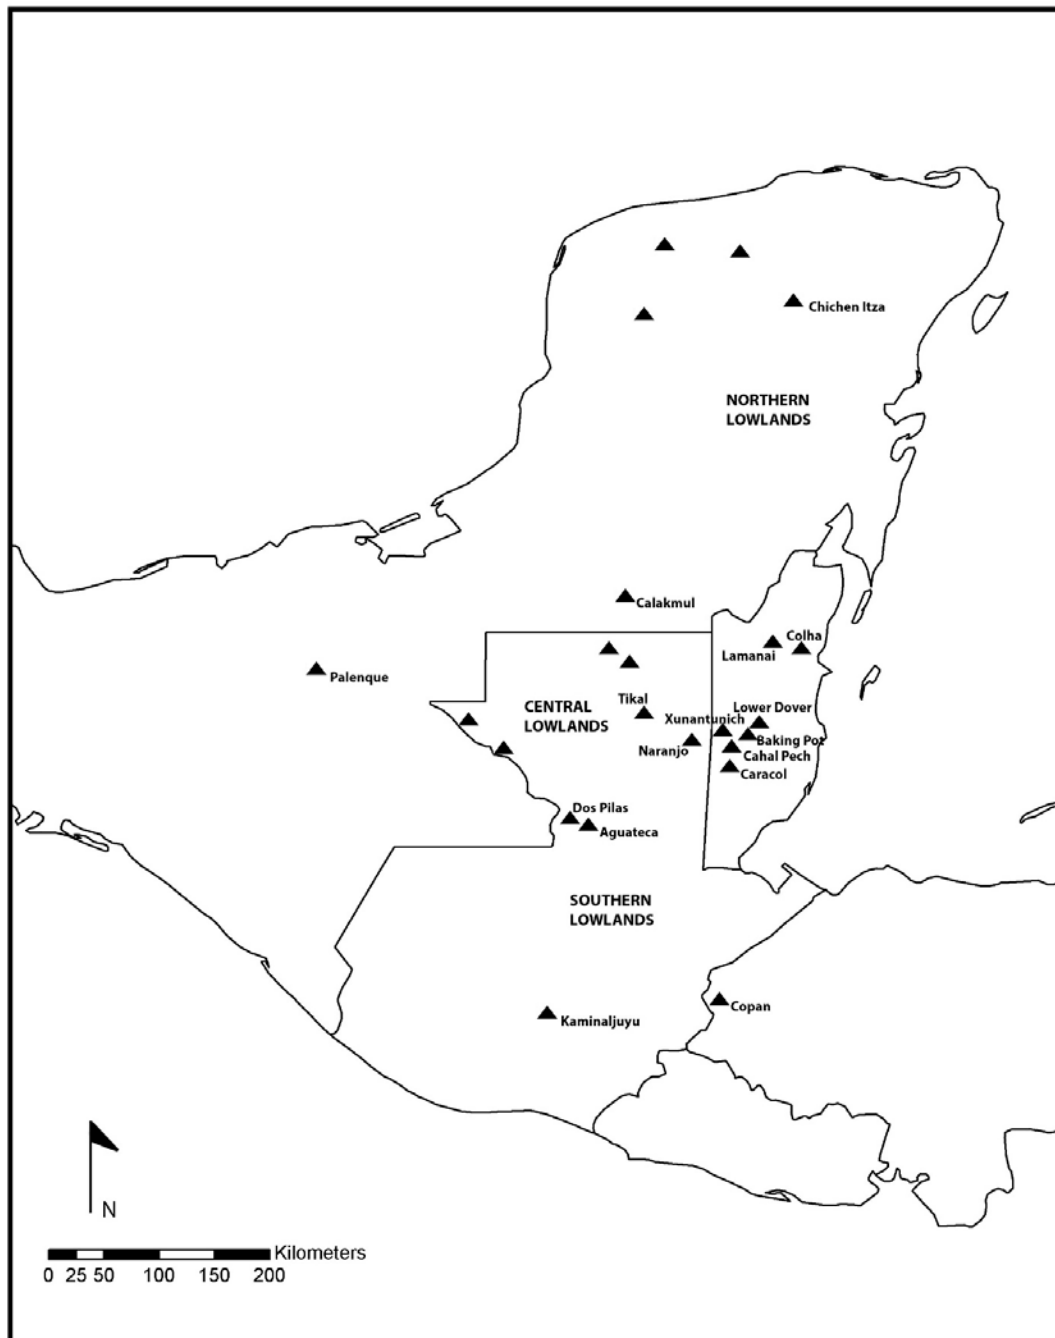 Chichen Itza
NORTHERN
LOWLANDS
Calakmul
Colha
Lamanai
Palenque
Tikal
CENTRAL
LOWLANDS
Lower Dover
Xunantunich
Baking Pot
Naranjo
Cahal Pech
Caracol
Dos Pilas
Aguateca
SOUTHERN
LOWLANDS
Copan
Kaminaljuyu
N
Kilometers
0 25 50 100 150 200